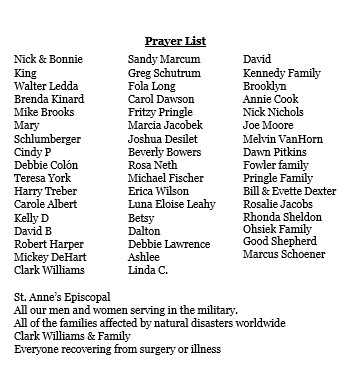 Prayer List
Nick & Bonnie
King
Walter Ledda
Brenda Kinard
Mike Brooks
Mary
Schlumberger
Cindy P
Debbie Colón
Teresa York
Harry Treber
Carole Albert
Kelly D
David B
Robert Harper
Mickey DeHart
Clark Williams
Sandy Marcum
Greg Schutrum
Fola Long
Carol Dawson
Fritzy Pringle
Marcia Jacobek
Joshua Desilet
Beverly Bowers
Rosa Neth
Michael Fischer
Erica Wilson
Luna Eloise Leahy
Betsy
Dalton
Debbie Lawrence
Ashlee
Linda C.
David
Kennedy Family
Brooklyn
Annie Cook
Nick Nichols
Joe Moore
Melvin VanHorn
Dawn Pitkins
Fowler family
Pringle Family
Bill & Evette Dexter
Rosalie Jacobs
Rhonda Sheldon
Ohsiek Family
Good Shepherd
Marcus Schoener
St. Anne's Episcopal
All our men and women serving in the military.
All of the families affected by natural disasters worldwide
Clark Williams & Family
Everyone recovering from surgery or illness